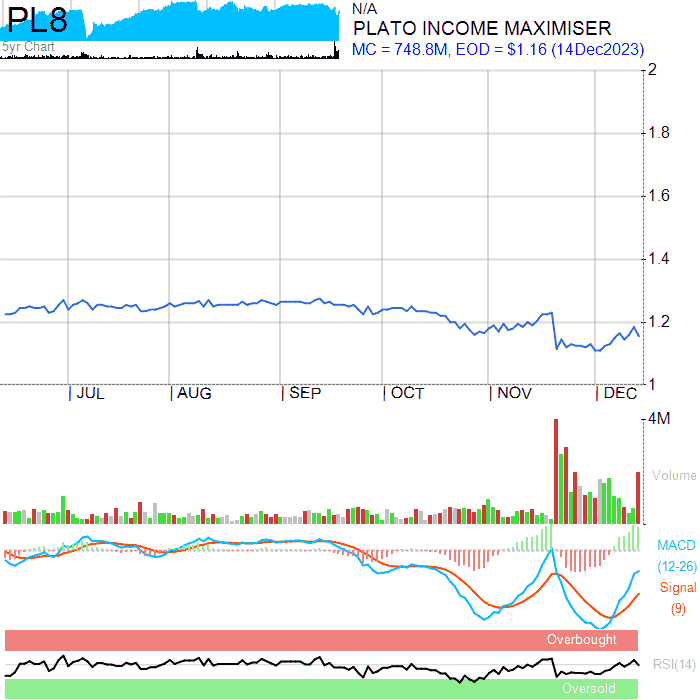 PL8
5yr Chart
N/A
PLATO INCOME MAXIMISER
MC = 748.8M, EOD = $1.16 (14Dec2023)
2
1.8
1.6
1.4
1.2
1
JUL AUG SEP OCT NOV DEC
4M
Volume
MACD
(12-26)
Signal
(9)
Overbought
RSI(14)
Oversold